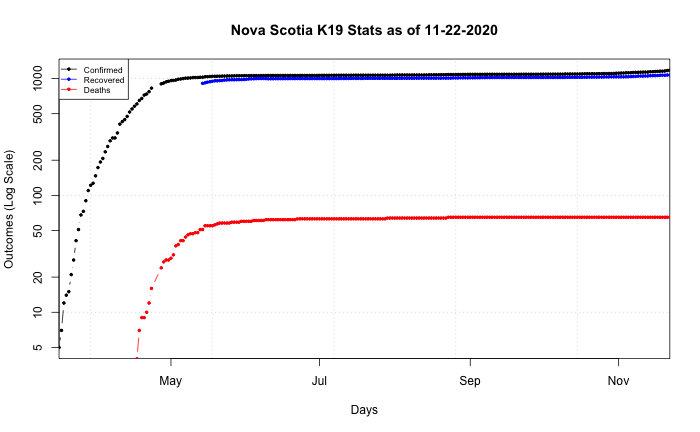 Nova Scotia K19 Stats as of 11-22-2020
Confirmed
Recovered
Deaths
Outcomes (Log Scale)
1000
500
100
50
20
10
5
May
Jul
Sep
Nov
Days